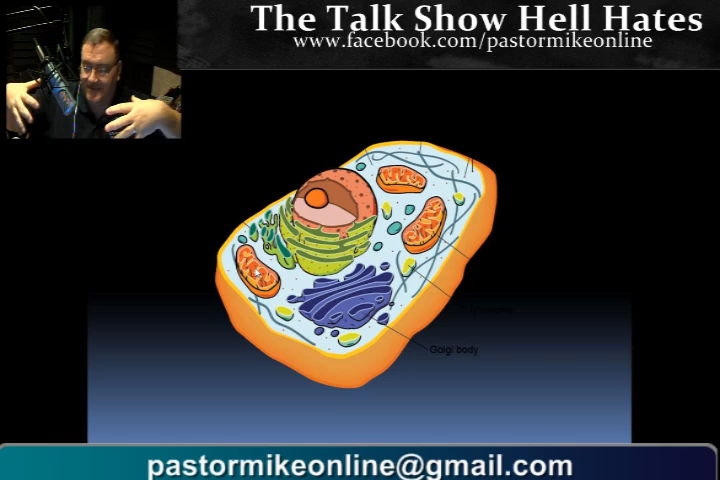 The Talk Show Hell Hates
www.facebook.com/pastormikeonline
Golgi body
pastormikeonline@gmail.com